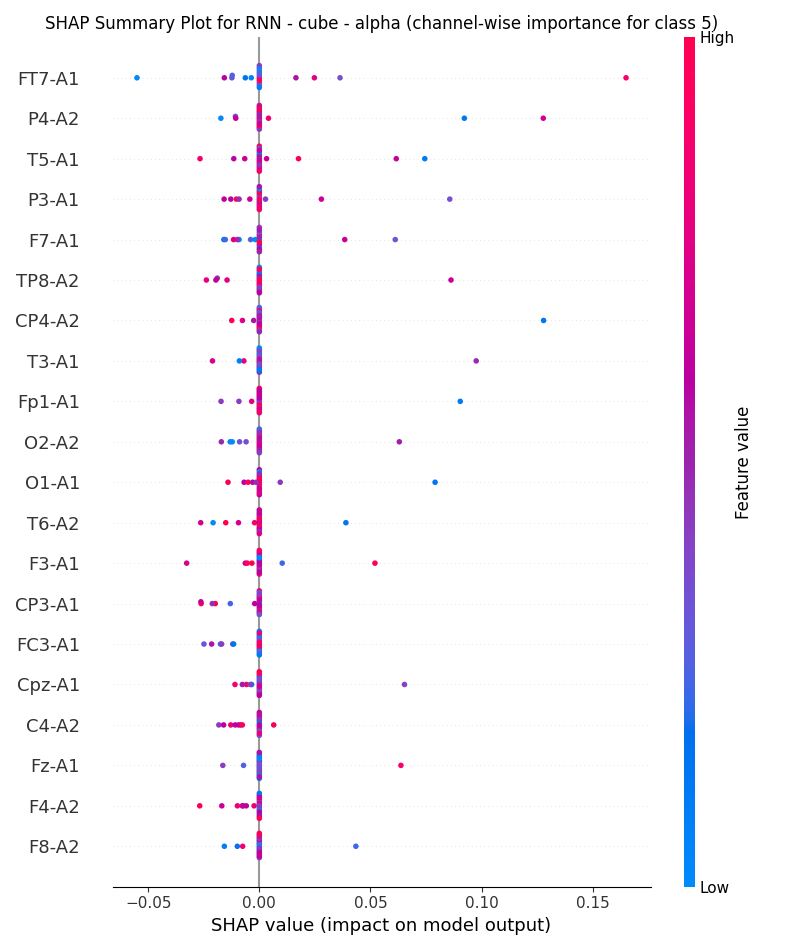 SHAP Summary Plot for RNN - cube - alpha (channel-wise importance for class 5)
High
FT7-A1
P4-A2
T5-A1
P3-A1
F7-A1
TP8-A2
CP4-A2
T3-A1
Fp1-A1
O2-A2
O1-A1
T6-A2
F3-A1
CP3-A1
FC3-A1
Cpz-A1
C4-A2
Fz-A1
F4-A2
F8-A2
Feature value
Low
−0.05 0.00 0.05 0.10 0.15
SHAP value (impact on model output)